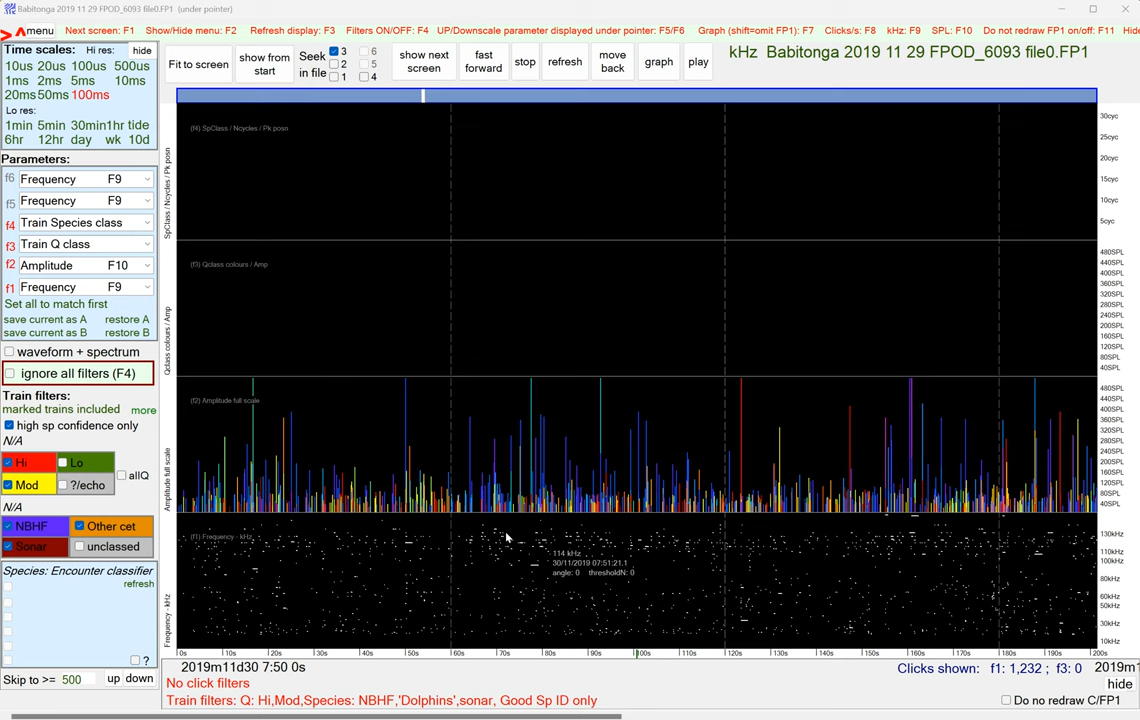 Babitonga 2019 11 29 FPOD_6093 file0.FP1 (under pointer)
menu Next screen: F1 Show/Hide menu: F2 Refresh display: F3 Filters ON/OFF: F4 UP/Downscale parameter displayed under pointer: F5/F6 Graph (shift=omit FP1): F7 Clicks/s: F8 kHz: F9 SPL: F10 Do not redraw FP1 on/off: F11 Hide
Time scales: Hi res: hide
10us 20us 100us 500us
1ms 2ms 5ms 10ms
20ms 50ms 100ms
Lo res:
1min 5min 30min 1hr tide
6hr 12hr day wk 10d
Fit to screen
show from start
Seek in file
3
2
1
6
5
4
show next screen
fast forward
stop
refresh
move back
graph
play
kHz Babitonga 2019 11 29 FPOD_6093 file0.FP1
Parameters:
f6 Frequency F9
f5 Frequency F9
f4 Train Species class
f3 Train Q class
f2 Amplitude F10
f1 Frequency F9
Set all to match first
save current as A restore A
save current as B restore B
waveform + spectrum
ignore all filters (F4)
Train filters:
marked trains included more
high sp confidence only
N/A
Hi Lo
allQ
Mod ?/echo
N/A
NBHF Other cet
Sonar unclassed
Species: Encounter classifier
refresh
?
Skip to >= 500 up down
(f4) SpClass / Ncycles / Pk posn
SpClass / Ncycles / Pk posn
30cyc
25cyc
20cyc
15cyc
10cyc
5cyc
(f3) Qclass colours / Amp
Qclass colours / Amp
480SPL
440SPL
400SPL
360SPL
320SPL
280SPL
240SPL
200SPL
160SPL
120SPL
80SPL
40SPL
(f2) Amplitude full scale
Amplitude full scale
480SPL
440SPL
400SPL
360SPL
320SPL
280SPL
240SPL
200SPL
160SPL
120SPL
80SPL
40SPL
(f1) Frequency - kHz
Frequency - kHz
114 kHz
30/11/2019 07:51:21.1
angle: 0 thresholdN: 0
130kHz
110kHz
100kHz
80kHz
60kHz
50kHz
30kHz
10kHz
0s 10s 20s 30s 40s 50s 60s 70s 80s 90s 100s 110s 120s 130s 140s 150s 160s 170s 180s 190s 200s
2019m11d30 7:50 0s
Clicks shown: f1: 1,232 ; f3: 0 2019m1
No click filters
hide
Train filters: Q: Hi,Mod,Species: NBHF,'Dolphins',sonar, Good Sp ID only
Do no redraw C/FP1